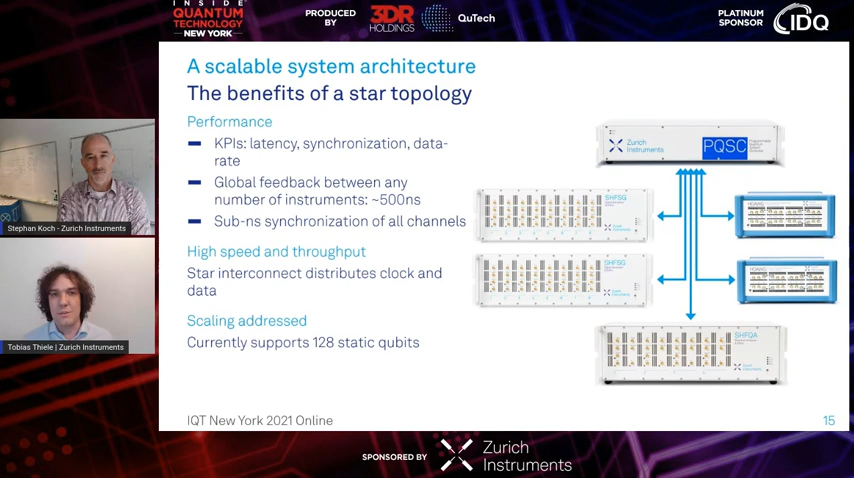 INSIDE
QUANTUM
TECHNOLOGY
NEW YORK
PRODUCED
BY
3DR
HOLDINGS
QuTech
PLATINUM
SPONSOR
IDQ
A scalable system architecture
The benefits of a star topology
Performance
KPIs: latency, synchronization, data-
rate
Global feedback between any
number of instruments: ~500ns
Sub-ns synchronization of all channels
High speed and throughput
Star interconnect distributes clock and
data
Scaling addressed
Currently supports 128 static qubits
Zurich
Instruments
PQSC
SHFSG
SHFSG
HDAWG
HDAWG
SHFQA
Stephan Koch - Zurich Instruments
Tobias Thiele | Zurich Instruments
IQT New York 2021 Online
15
SPONSORED BY
Zurich
Instruments